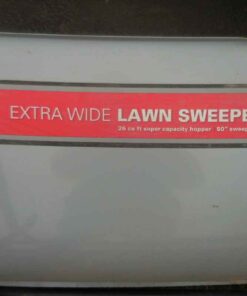 EXTRA WIDE LAWN SWEEPE
26 cu ft super capacity hopper 50" sweep